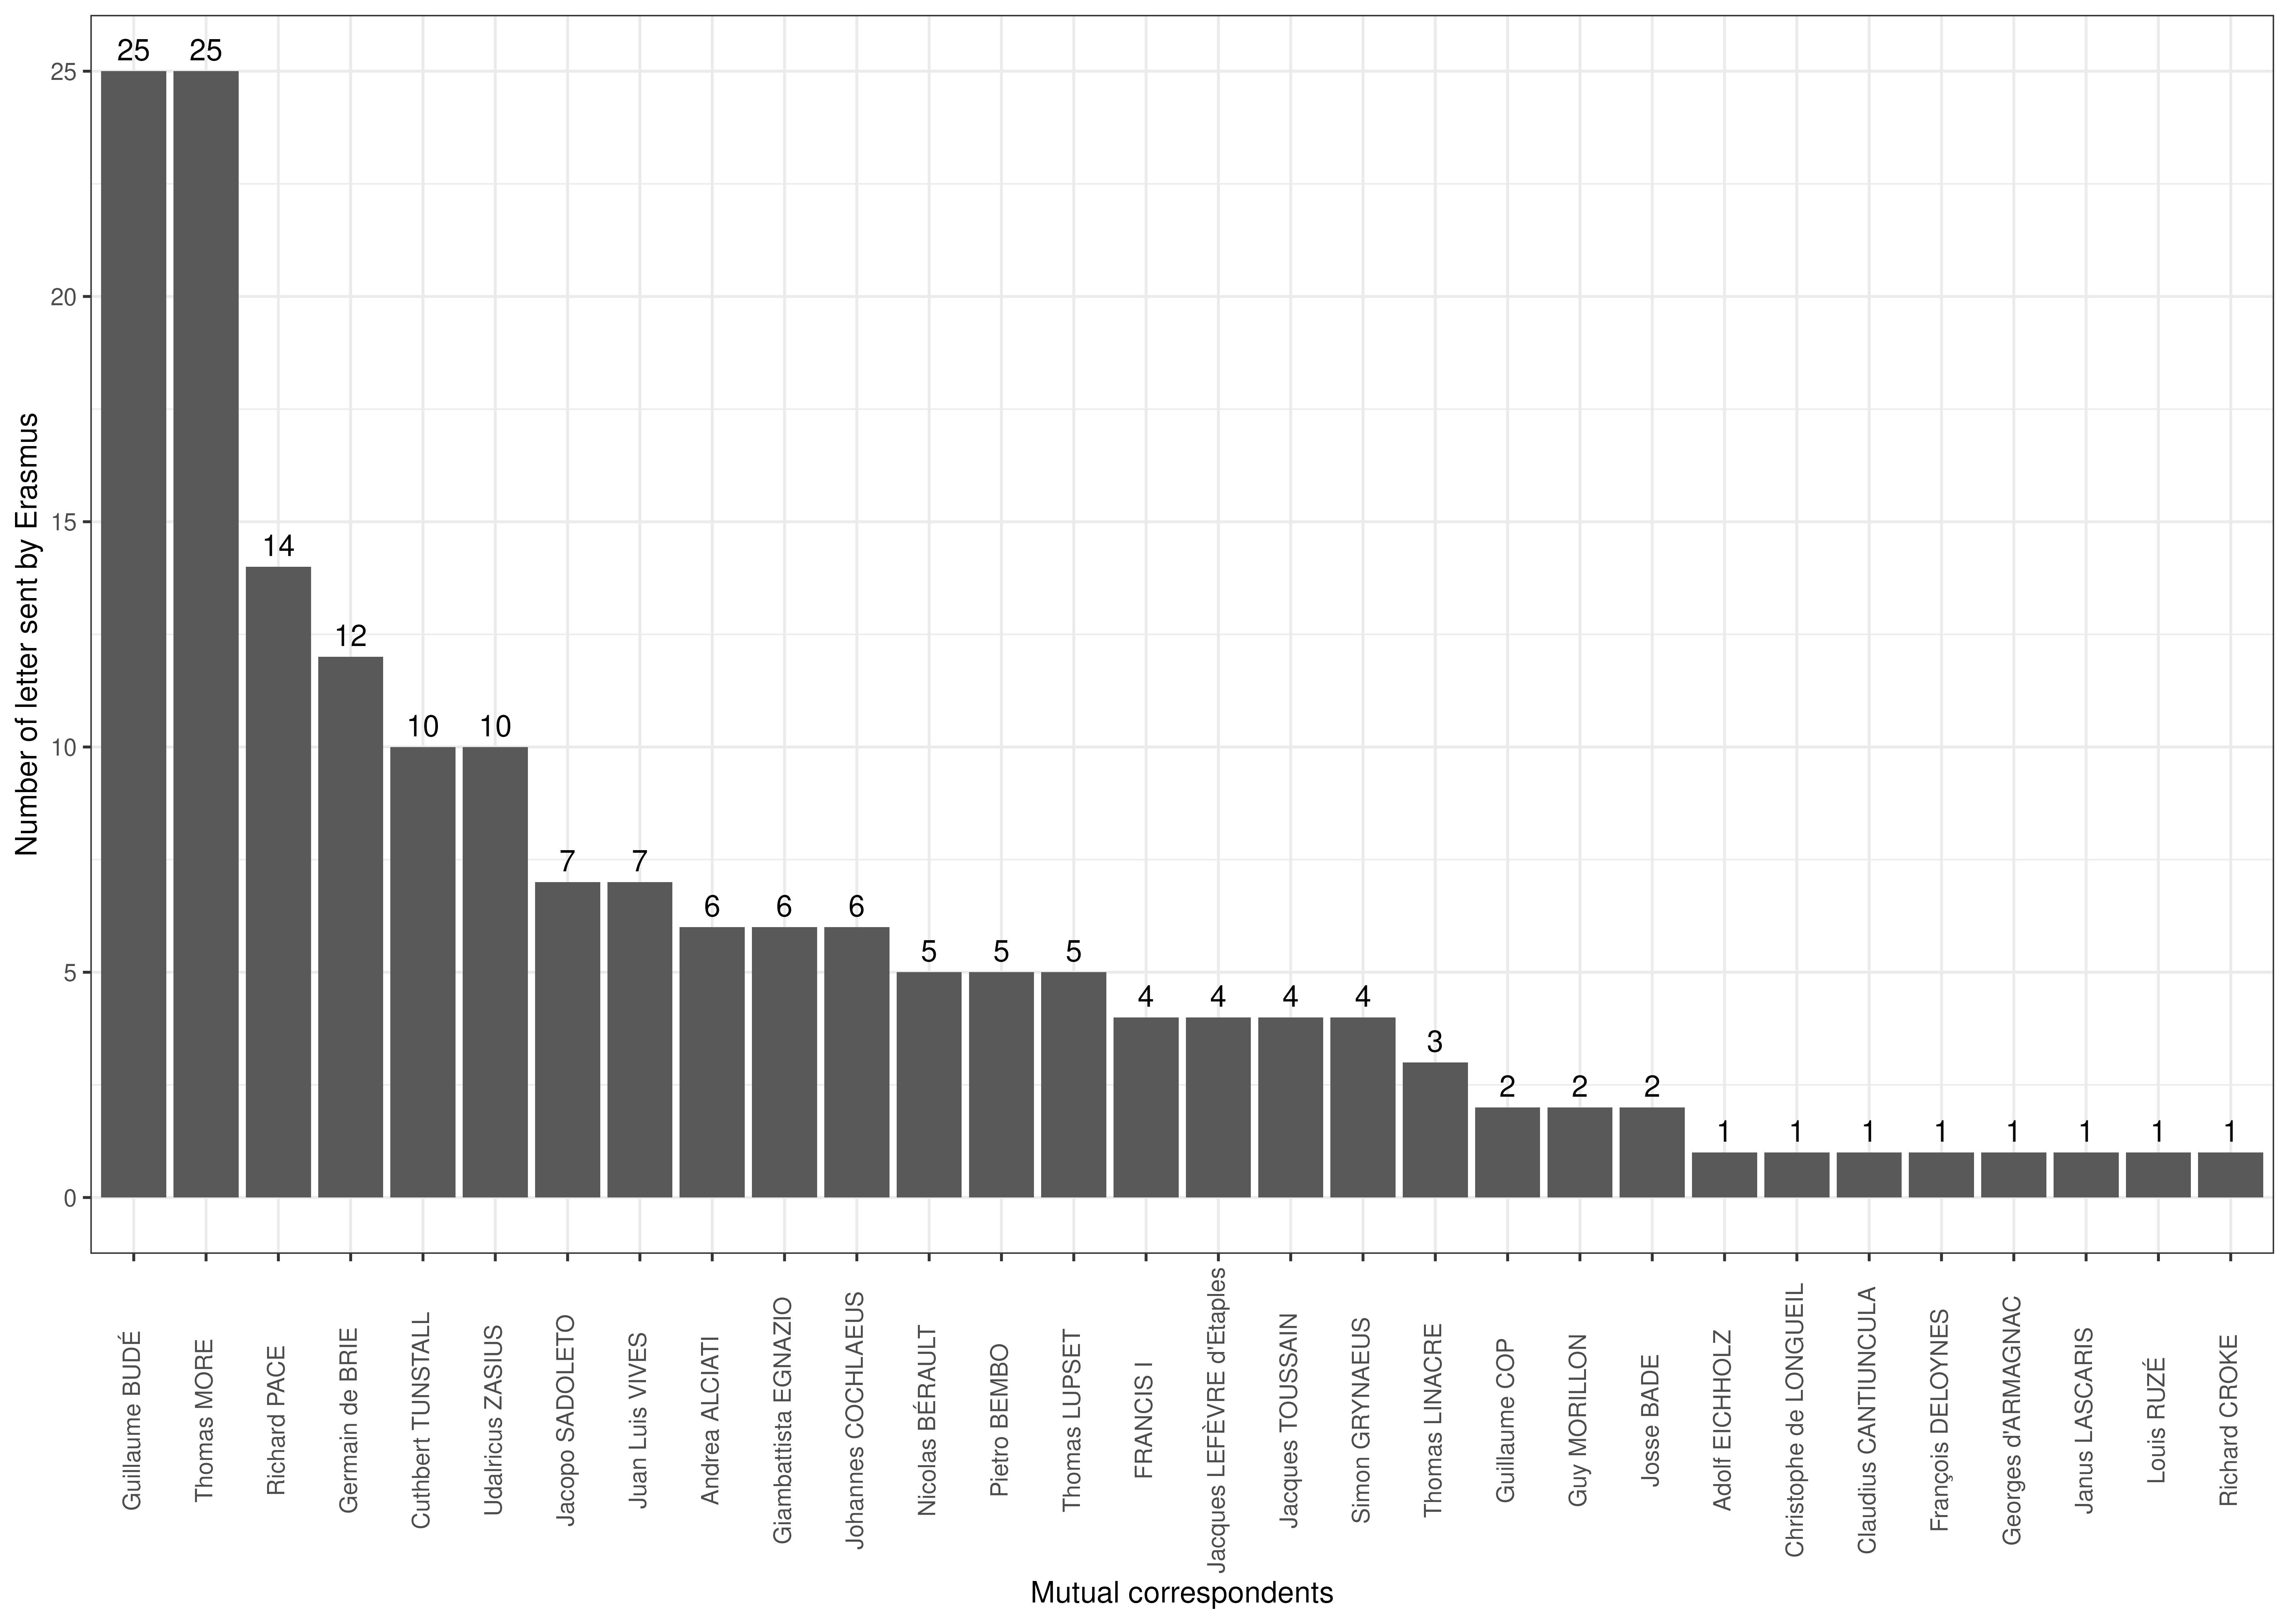 Number of letter sent by Erasmus
25
20
15
10
5
0
25 25 14 12 10 10 7 7 6 6 6 5 5 5 4 4 4 4 3 2 2 2 1 1 1 1 1 1 1 1
Guillaume BUDÉ
Thomas MORE
Richard PACE
Germain de BRIE
Cuthbert TUNSTALL
Udalricus ZASIUS
Jacopo SADOLETO
Juan Luis VIVES
Andrea ALCIATI
Giambattista EGNAZIO
Johannes COCHLAEUS
Nicolas BÉRAULT
Pietro BEMBO
Thomas LUPSET
FRANCIS I
Jacques LEFÈVRE d'Etaples
Jacques TOUSSAIN
Simon GRYNAEUS
Thomas LINACRE
Guillaume COP
Guy MORILLON
Josse BADE
Adolf EICHHOLZ
Christophe de LONGUEIL
Claudius CANTIUNCULA
François DELOYNES
Georges d'ARMAGNAC
Janus LASCARIS
Louis RUZÉ
Richard CROKE
Mutual correspondents